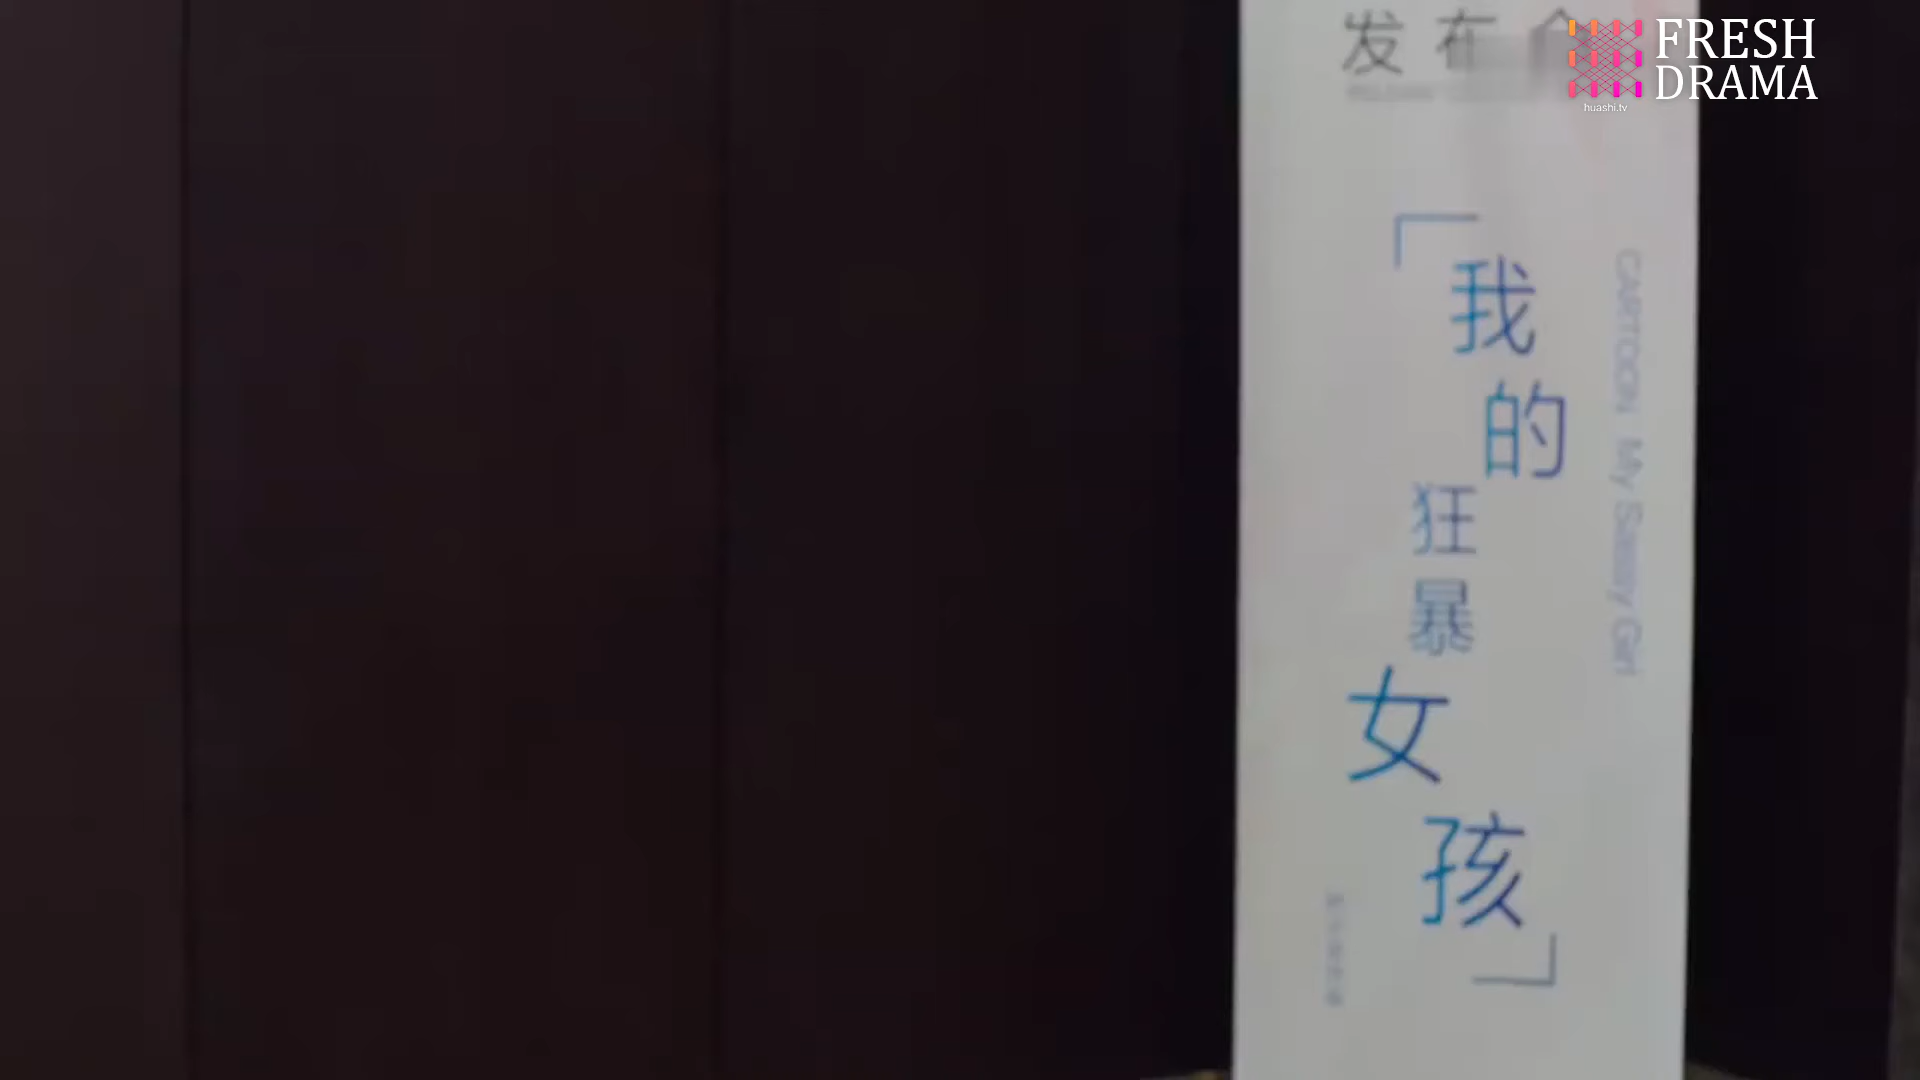 发布
FRESH
DRAMA
huashi.tv
「我的狂暴女孩」
CARTOON My Sassy Girl